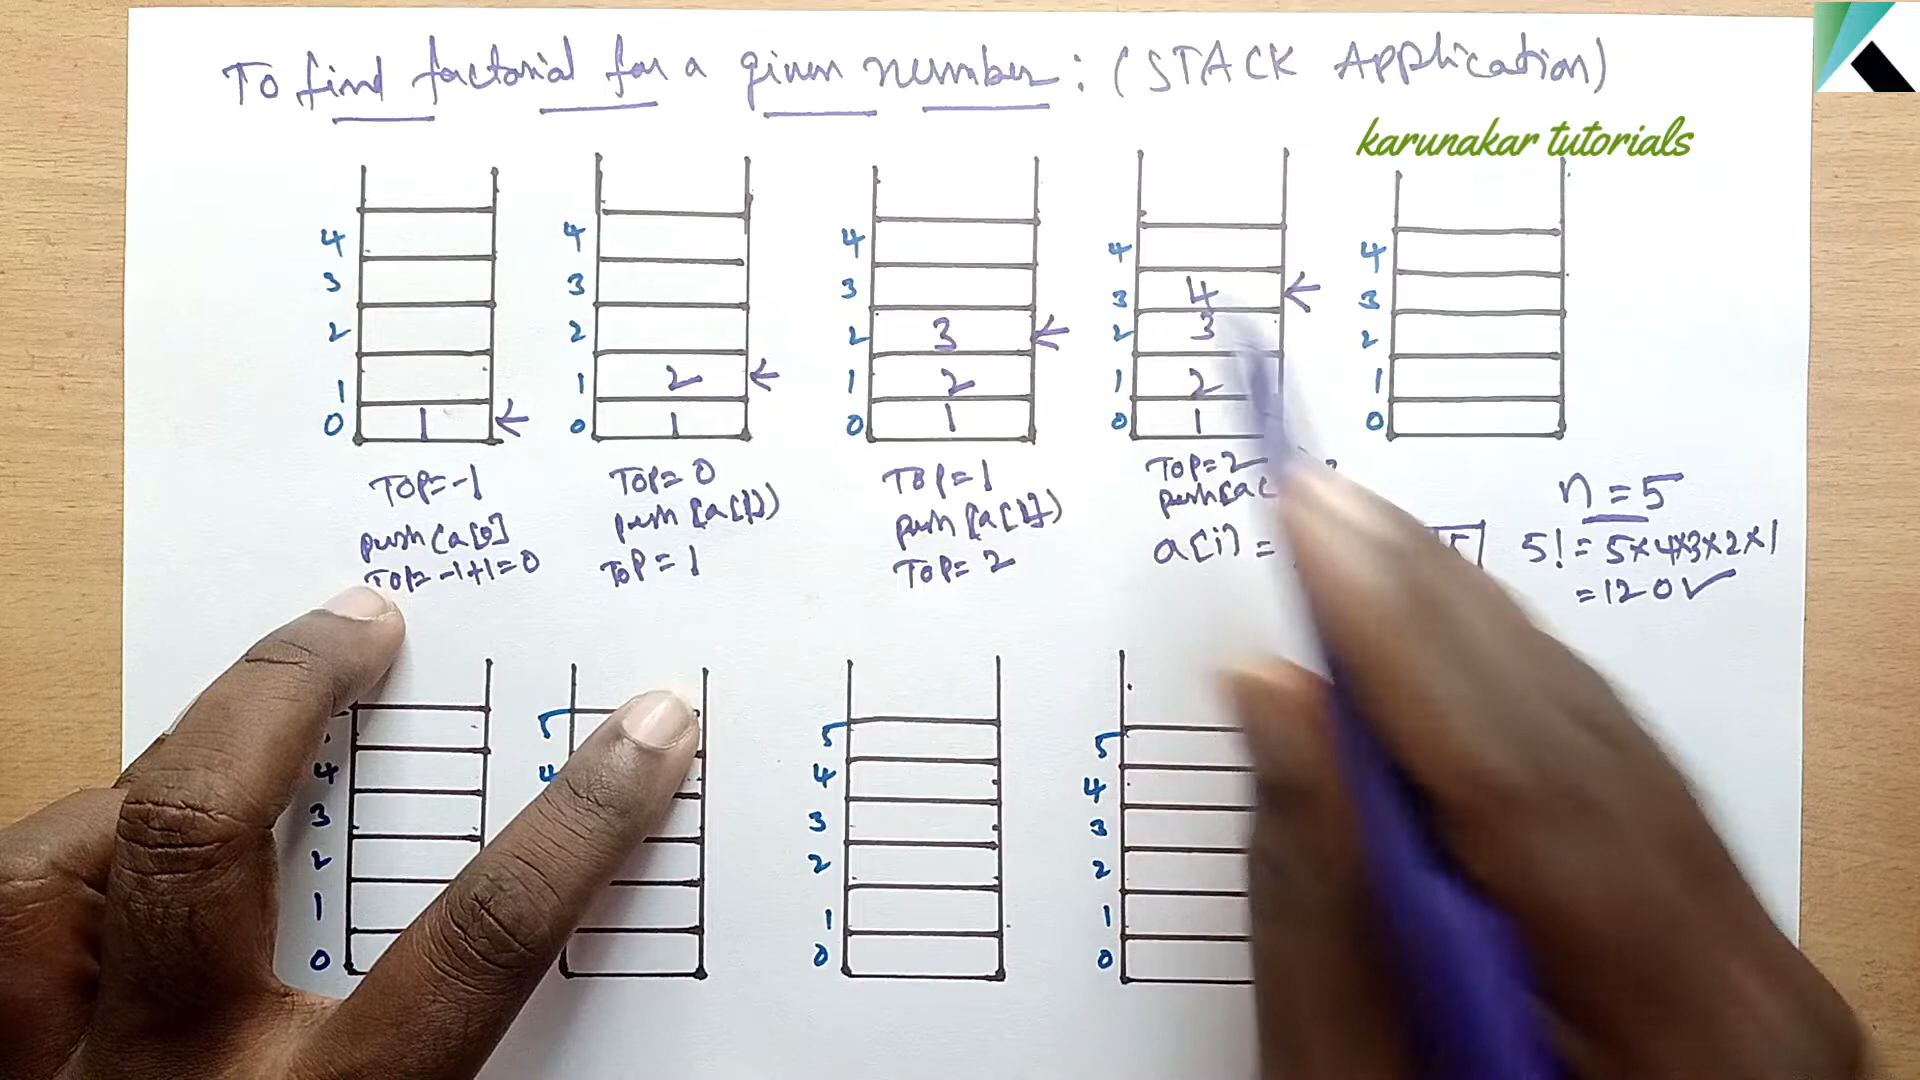 To find factorial for a given number: (STACK Application)
karunakar tutorials
4 4 4 4 4
3 3 3 4 3
2 2 2 3 2 3 2
1 1 2 1 2 1 2 1
0 1 0 1 0 1 0 1 0
TOP=-1 TOP=0 TOP=1 TOP=2
push(a[0] push(a[1]) push(a[2])
TOP=-1+1=0 TOP=1 TOP=2 a[i]=
n=5
5!=5x4x3x2x1
=120✓
5 5 5
4 4 4 4
3 3 3
2 2 2
1 1 1
0 0 0